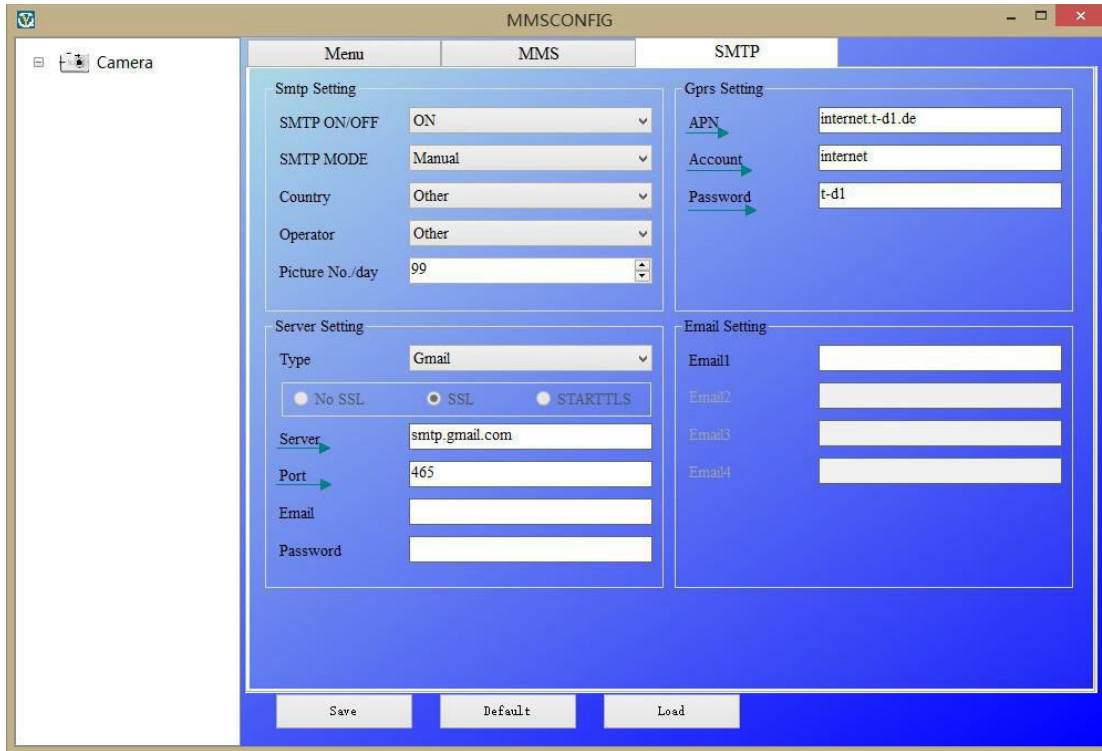 MMSCONFIG
Camera
Menu MMS SMTP
Smtp Setting
SMTP ON/OFF ON
SMTP MODE Manual
Country Other
Operator Other
Picture No./day 99
Gprs Setting
APN internet.t-d1.de
Account internet
Password t-d1
Server Setting
Type Gmail
No SSL SSL STARTTLS
Server smtp.gmail.com
Port 465
Email
Password
Email Setting
Email1
Email2
Email3
Email4
Save Default Load